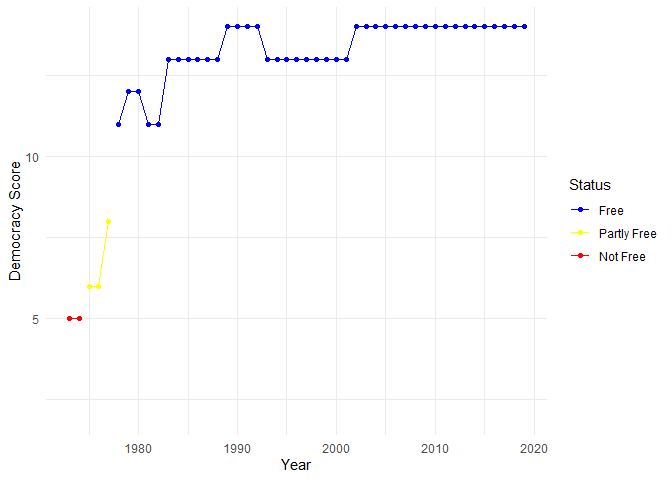 Democracy Score
10
5
1980
1990
2000
2010
2020
Year
Status
Free
Partly Free
Not Free